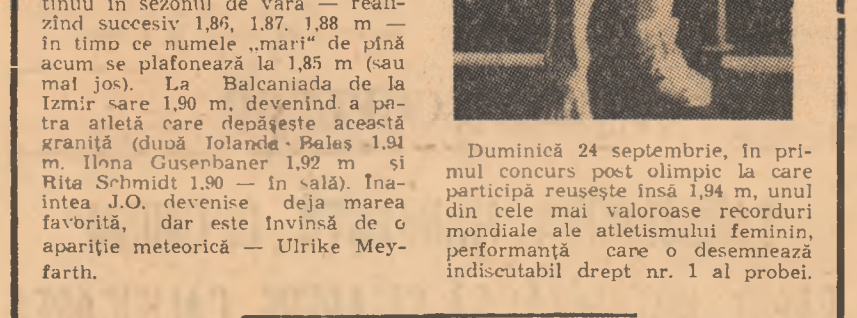 tinuu în sezonul de vară — reali-
zînd succesiv 1,86, 1.87. 1,88 m —
în timp ce numele „mari" de pînă
acum se plafonează la 1,85 m (sau
mai jos). La Balcaniada de la
Izmir sare 1,90 m, devenind a pa-
tra atletă care depășește această
graniță (după Iolanda Balaș 1.91
m. Ilona Gusenbaner 1,92 m și
Rita Schmidt 1.90 — în sală). Îna-
intea J.O. devenise deja marea
favorită, dar este învinsă de o
apariție meteorică — Ulrike Mey-
farth.
Duminică 24 septembrie, în pri-
mul concurs post olimpic la care
participă reușește însă 1,94 m, unul
din cele mai valoroase recorduri
mondiale ale atletismului feminin,
performanță care o desemnează
indiscutabil drept nr. 1 al probei.